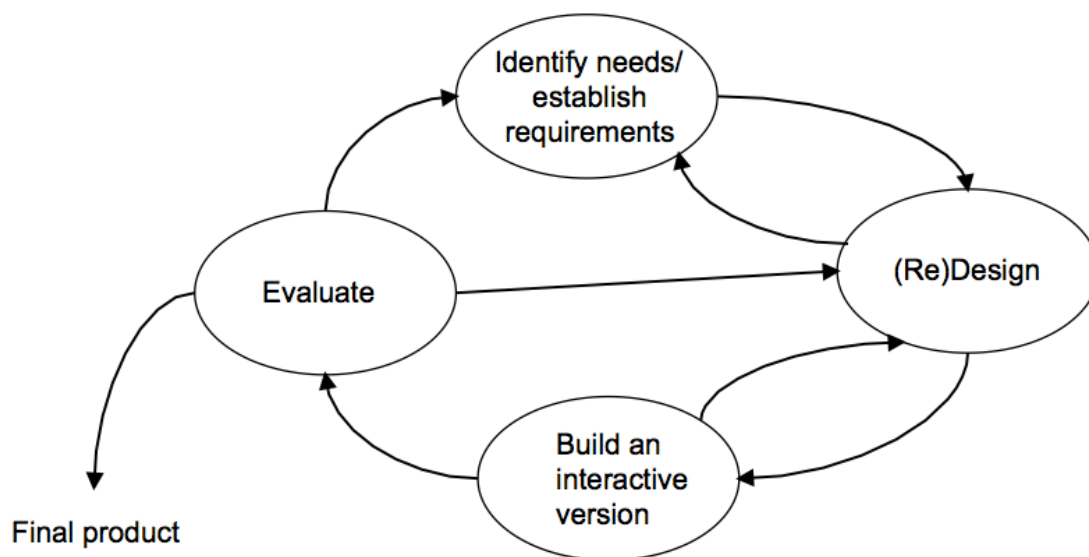 Identify needs/
establish
requirements
(Re)Design
Evaluate
Build an
interactive
version
Final product